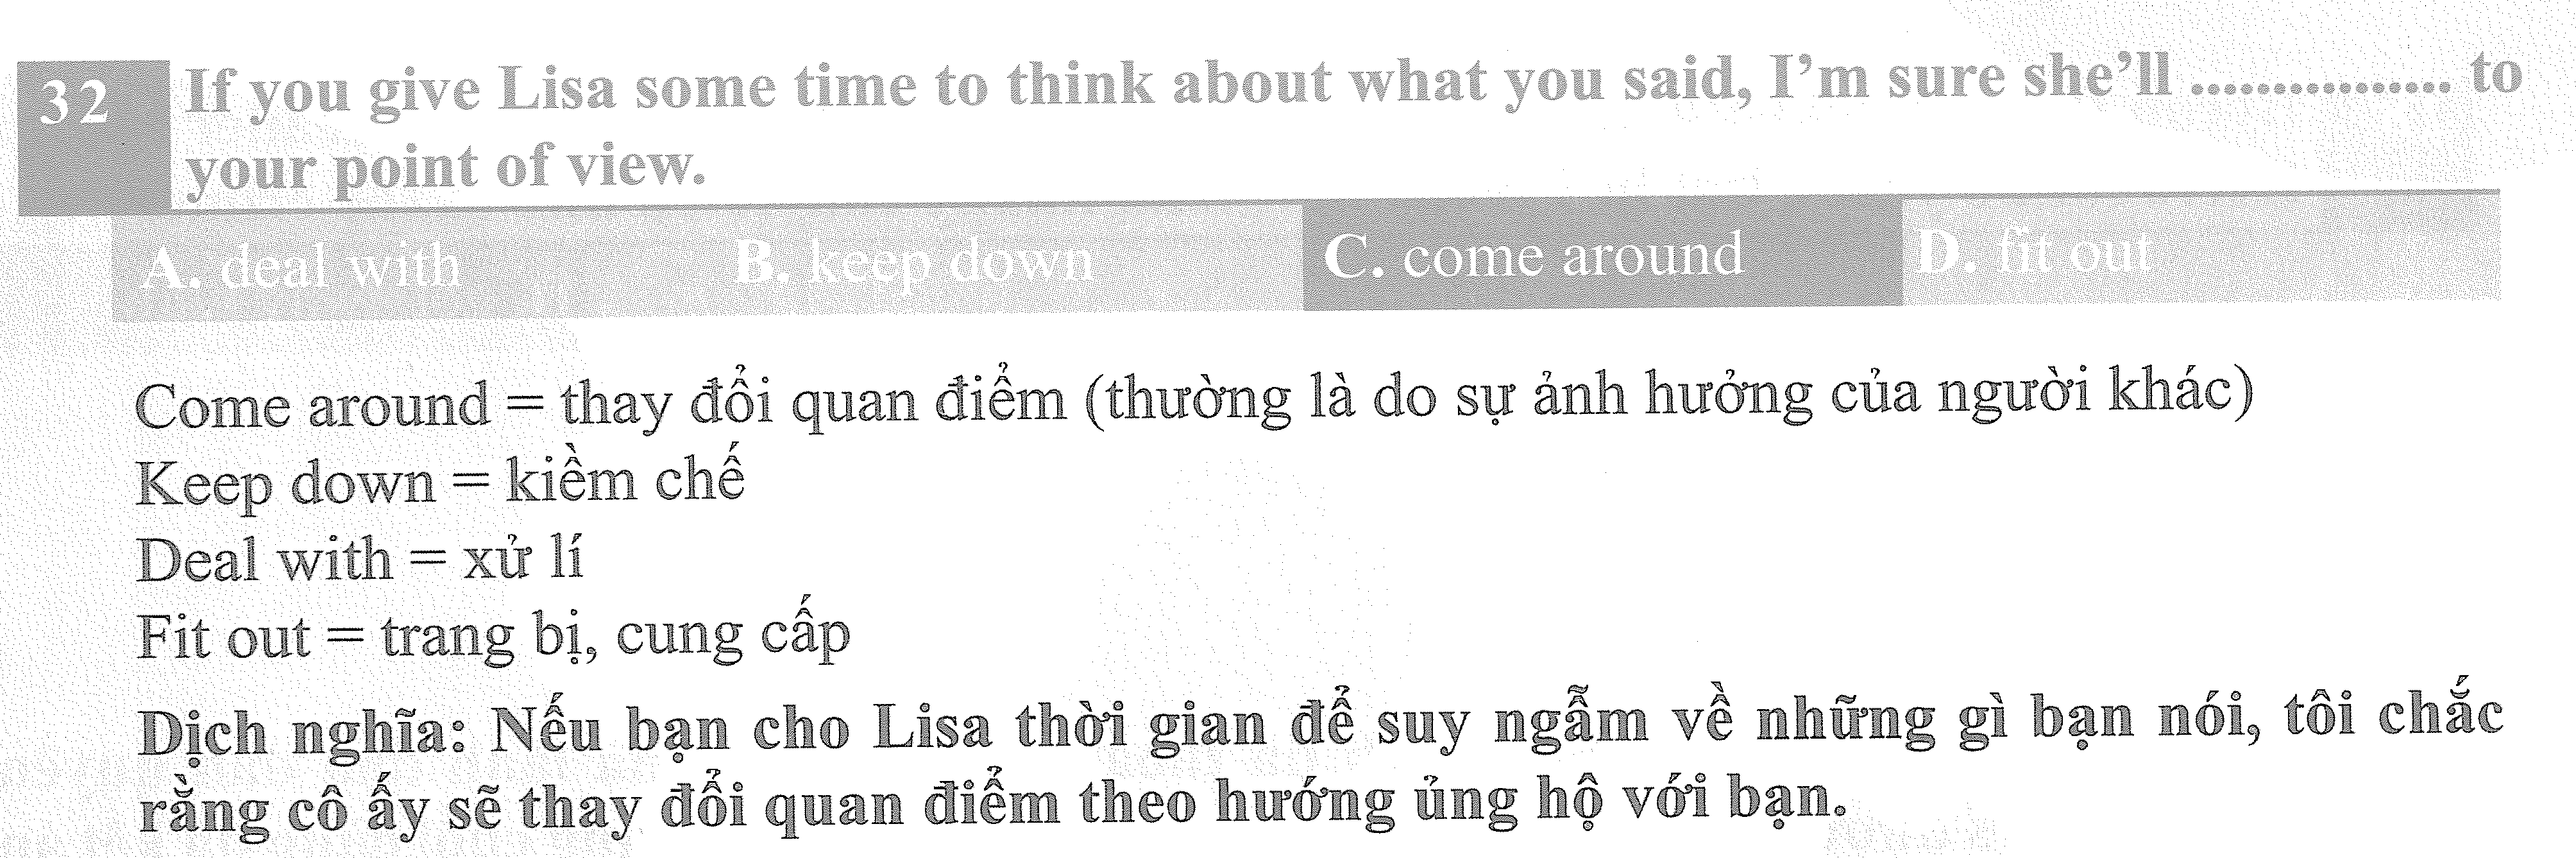 32 If you give Lisa some time to think about what you said, I’m sure she’ll ................ to
your point of view.
A. deal with B. keep down C. come around D. fit out
Come around = thay đổi quan điểm (thường là do sự ảnh hưởng của người khác)
Keep down = kiềm chế
Deal with = xử lí
Fit out = trang bị, cung cấp
Dịch nghĩa: Nếu bạn cho Lisa thời gian để suy ngẫm về những gì bạn nói, tôi chắc
rằng cô ấy sẽ thay đổi quan điểm theo hướng ủng hộ với bạn.